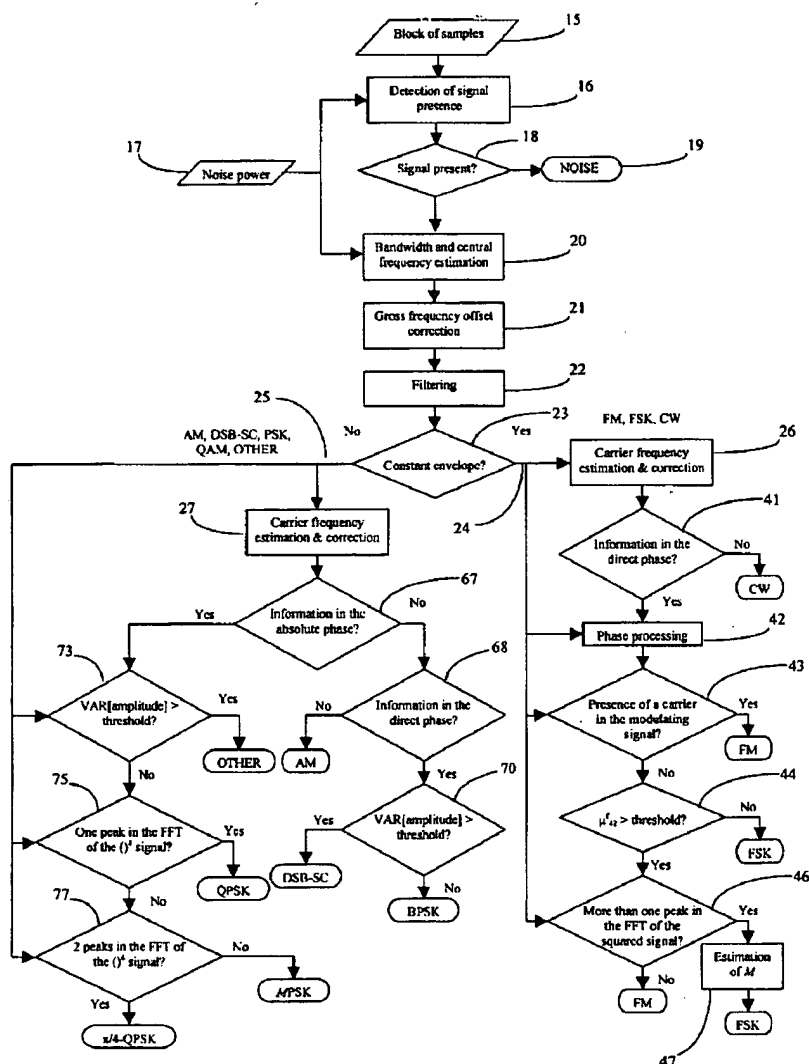 Block of samples
15
Detection of signal
presence
16
17
Noise power
18
Signal present?
NOISE
19
Bandwidth and central
frequency estimation
20
Gross frequency offset
correction
21
Filtering
22
25
23
No
Yes
AM, DSB-SC, PSK,
QAM, OTHER
Constant envelope?
24
FM, FSK, CW
26
Carrier frequency
estimation & correction
27
Carrier frequency
estimation & correction
41
Information in the
direct phase?
No
CW
Yes
67
Information in the
absolute phase?
Yes
No
42
Phase processing
73
VAR[amplitude] >
threshold?
Yes
OTHER
No
68
Information in the
direct phase?
No
AM
Yes
43
Presence of a carrier
in the modulating
signal?
Yes
FM
No
75
One peak in the FFT
of the ()⁴ signal?
Yes
QPSK
No
70
VAR[amplitude] >
threshold?
Yes
DSB-SC
No
BPSK
44
μᶠ₄₂ > threshold?
No
FSK
Yes
77
2 peaks in the FFT of
the ()⁴ signal?
No
MPSK
Yes
π/4-QPSK
46
More than one peak in
the FFT of the
squared signal?
Yes
Estimation
of M
No
FM
FSK
47